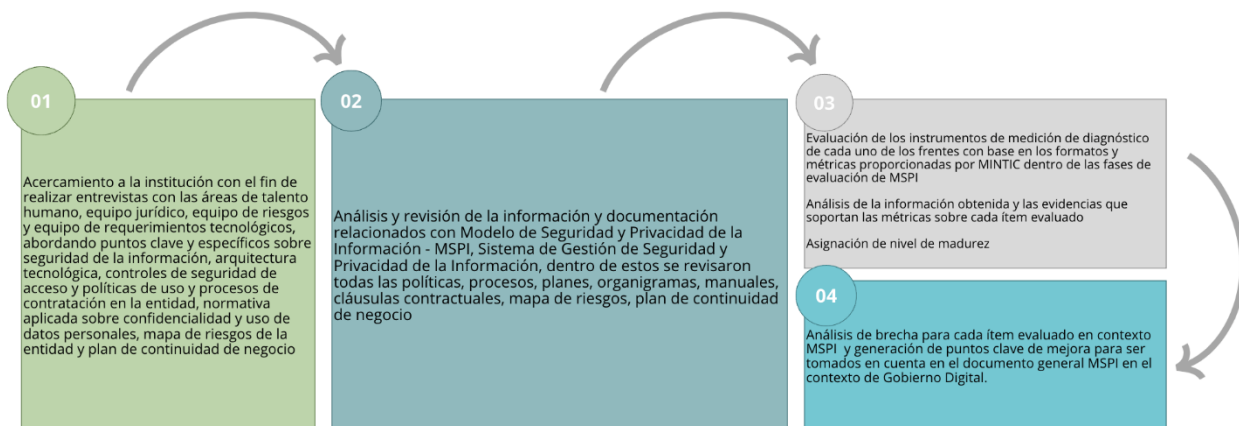 01
Acercamiento a la institución con el fin de
realizar entrevistas con las áreas de talento
humano, equipo jurídico, equipo de riesgos
y equipo de requerimientos tecnológicos,
abordando puntos clave y específicos sobre
seguridad de la información, arquitectura
tecnológica, controles de seguridad de
acceso y políticas de uso y procesos de
contratación en la entidad, normativa
aplicada sobre confidencialidad y uso de
datos personales, mapa de riesgos de la
entidad y plan de continuidad de negocio
02
Análisis y revisión de la información y documentación
relacionados con Modelo de Seguridad y Privacidad de la
Información - MSPI, Sistema de Gestión de Seguridad y
Privacidad de la Información, dentro de estos se revisaron
todas las políticas, procesos, planes, organigramas, manuales,
cláusulas contractuales, mapa de riesgos, plan de continuidad
de negocio
03
Evaluación de los instrumentos de medición de diagnóstico
de cada uno de los frentes con base en los formatos y
métricas proporcionadas por MINTIC dentro de las fases de
evaluación de MSPI
Análisis de la información obtenida y las evidencias que
soportan las métricas sobre cada ítem evaluado
Asignación de nivel de madurez
04
Análisis de brecha para cada ítem evaluado en contexto
MSPI y generación de puntos clave de mejora para ser
tomados en cuenta en el documento general MSPI en el
contexto de Gobierno Digital.